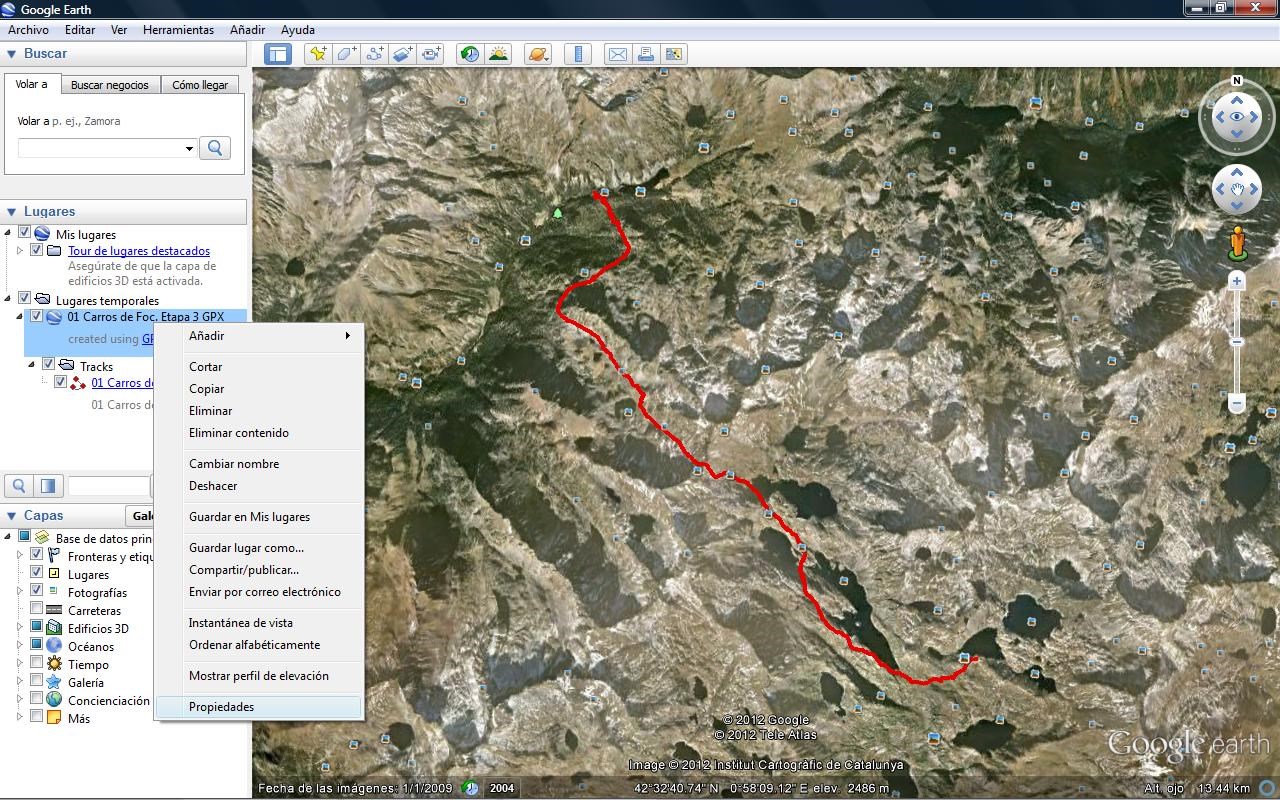 Google Earth
Archivo Editar Ver Herramientas Añadir Ayuda
Buscar
Volar a Buscar negocios Cómo llegar
Volar a p. ej., Zamora
N
Lugares
Mis lugares
Tour de lugares destacados
Asegúrate de que la capa de
edificios 3D está activada.
Lugares temporales
01 Carros de Foc. Etapa 3 GPX
created using GP
Tracks
01 Carros de
01 Carros de
Añadir
Cortar
Copiar
Eliminar
Eliminar contenido
Cambiar nombre
Deshacer
Guardar en Mis lugares
Guardar lugar como...
Compartir/publicar...
Enviar por correo electrónico
Instantánea de vista
Ordenar alfabéticamente
Mostrar perfil de elevación
Propiedades
Capas
Base de datos prin
Fronteras y etique
Lugares
Fotografías
Carreteras
Edificios 3D
Océanos
Tiempo
Galería
Concienciación
Más
© 2012 Google
© 2012 Tele Atlas
Image © 2012 Institut Cartogràfic de Catalunya
Google earth
Fecha de las imágenes: 1/1/2009 2004 42°32'40.74" N 0°58'09.12" E elev. 2486 m Alt. ojo 13.44 km